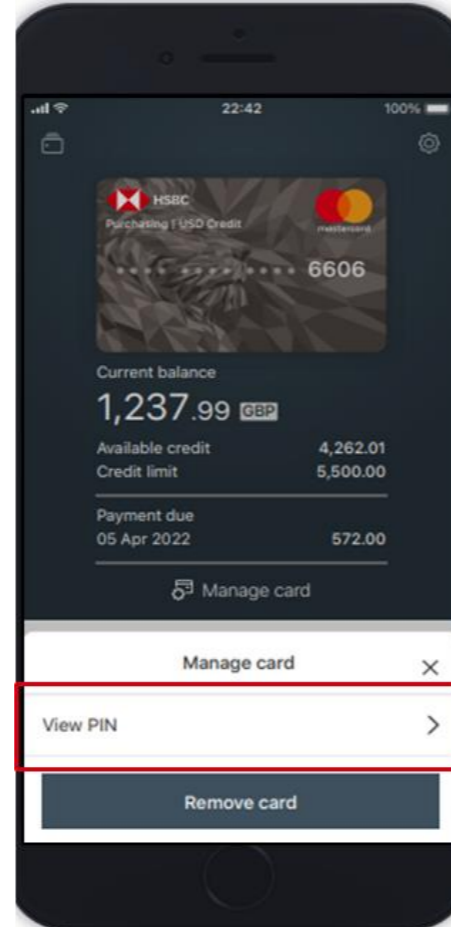 22:42 100%
HSBC
Purchasing | USD Credit
mastercard
6606
Current balance
1,237.99 GBP
Available credit 4,262.01
Credit limit 5,500.00
Payment due
05 Apr 2022 572.00
Manage card
Manage card
View PIN
Remove card